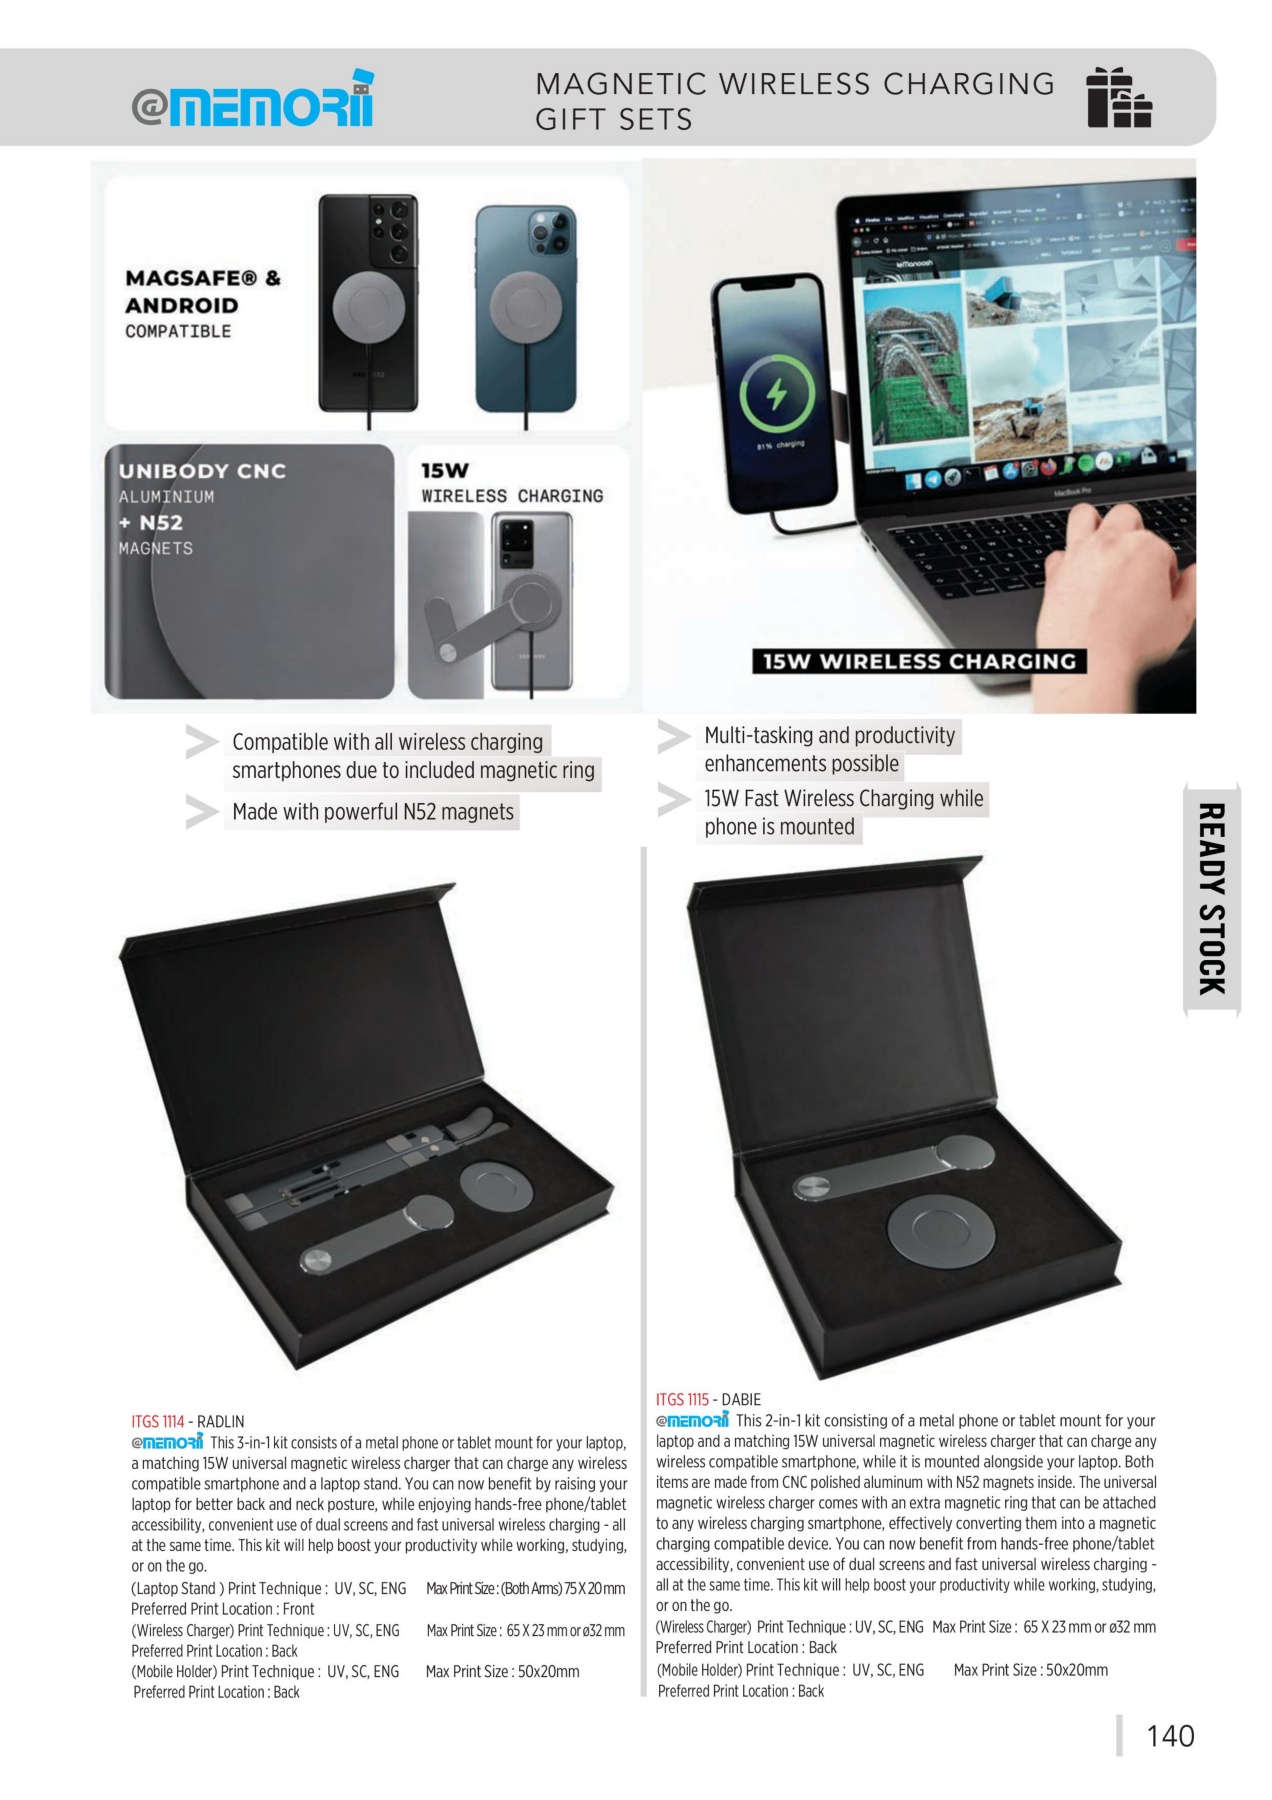 @memorii
MAGNETIC WIRELESS CHARGING
GIFT SETS
MAGSAFE® &
ANDROID
COMPATIBLE
UNIBODY CNC
ALUMINIUM
+ N52
MAGNETS
15W
WIRELESS CHARGING
81% charging
MacBook Pro
15W WIRELESS CHARGING
Compatible with all wireless charging
smartphones due to included magnetic ring
Made with powerful N52 magnets
Multi-tasking and productivity
enhancements possible
15W Fast Wireless Charging while
phone is mounted
READY STOCK
ITGS 1114 - RADLIN
@memorii This 3-in-1 kit consists of a metal phone or tablet mount for your laptop,
a matching 15W universal magnetic wireless charger that can charge any wireless
compatible smartphone and a laptop stand. You can now benefit by raising your
laptop for better back and neck posture, while enjoying hands-free phone/tablet
accessibility, convenient use of dual screens and fast universal wireless charging - all
at the same time. This kit will help boost your productivity while working, studying,
or on the go.
(Laptop Stand ) Print Technique : UV, SC, ENG Max Print Size : (Both Arms) 75 X 20 mm
Preferred Print Location : Front
(Wireless Charger) Print Technique : UV, SC, ENG Max Print Size : 65 X 23 mm or ø32 mm
Preferred Print Location : Back
(Mobile Holder) Print Technique : UV, SC, ENG Max Print Size : 50x20mm
Preferred Print Location : Back
ITGS 1115 - DABIE
@memorii This 2-in-1 kit consisting of a metal phone or tablet mount for your
laptop and a matching 15W universal magnetic wireless charger that can charge any
wireless compatible smartphone, while it is mounted alongside your laptop. Both
items are made from CNC polished aluminum with N52 magnets inside. The universal
magnetic wireless charger comes with an extra magnetic ring that can be attached
to any wireless charging smartphone, effectively converting them into a magnetic
charging compatible device. You can now benefit from hands-free phone/tablet
accessibility, convenient use of dual screens and fast universal wireless charging -
all at the same time. This kit will help boost your productivity while working, studying,
or on the go.
(Wireless Charger) Print Technique : UV, SC, ENG Max Print Size : 65 X 23 mm or ø32 mm
Preferred Print Location : Back
(Mobile Holder) Print Technique : UV, SC, ENG Max Print Size : 50x20mm
Preferred Print Location : Back
140